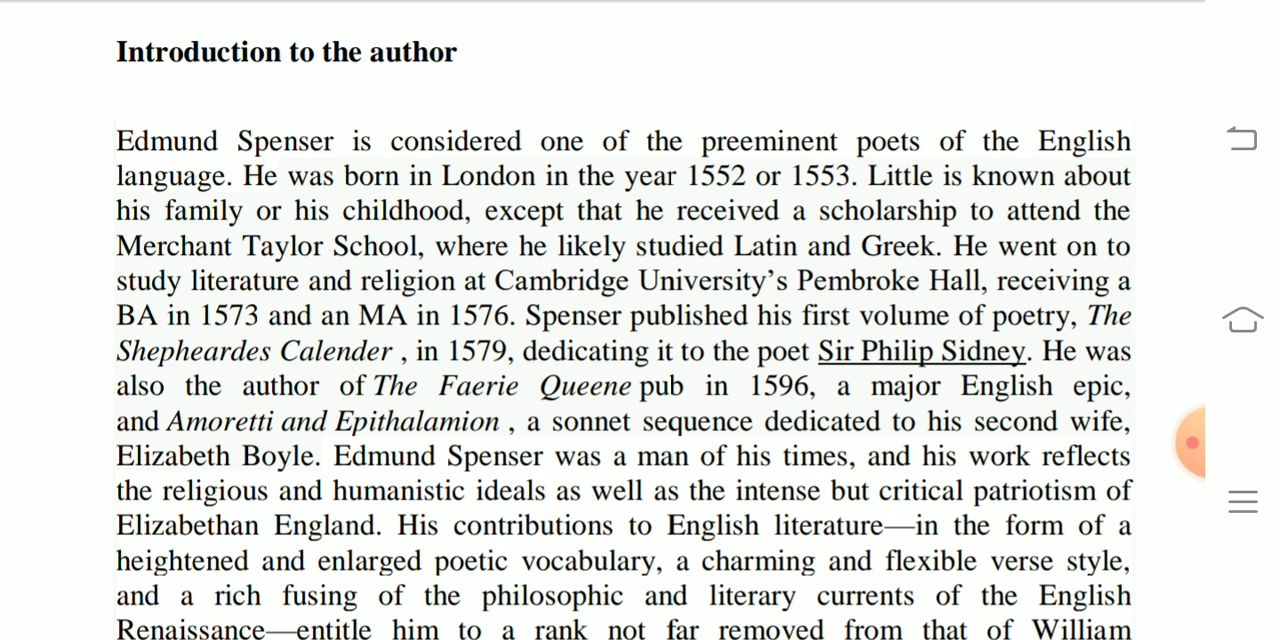 Introduction to the author
Edmund Spenser is considered one of the preeminent poets of the English
language. He was born in London in the year 1552 or 1553. Little is known about
his family or his childhood, except that he received a scholarship to attend the
Merchant Taylor School, where he likely studied Latin and Greek. He went on to
study literature and religion at Cambridge University’s Pembroke Hall, receiving a
BA in 1573 and an MA in 1576. Spenser published his first volume of poetry, The
Shepheardes Calender , in 1579, dedicating it to the poet Sir Philip Sidney. He was
also the author of The Faerie Queene pub in 1596, a major English epic,
and Amoretti and Epithalamion , a sonnet sequence dedicated to his second wife,
Elizabeth Boyle. Edmund Spenser was a man of his times, and his work reflects
the religious and humanistic ideals as well as the intense but critical patriotism of
Elizabethan England. His contributions to English literature—in the form of a
heightened and enlarged poetic vocabulary, a charming and flexible verse style,
and a rich fusing of the philosophic and literary currents of the English
Renaissance—entitle him to a rank not far removed from that of William